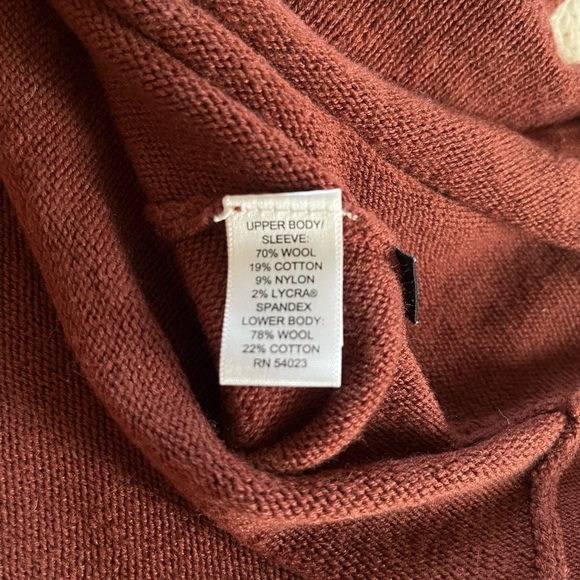 UPPER BODY/
SLEEVE:
70% WOOL
19% COTTON
9% NYLON
2% LYCRA®
SPANDEX
LOWER BODY:
78% WOOL
22% COTTON
RN 54023